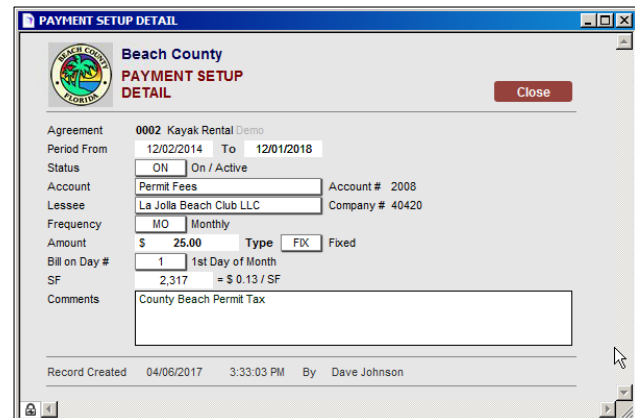 PAYMENT SETUP DETAIL
BEACH COUNTY
FLORIDA
Beach County
PAYMENT SETUP
DETAIL
Close
Agreement 0002 Kayak Rental Demo
Period From 12/02/2014 To 12/01/2018
Status ON On / Active
Account Permit Fees Account # 2008
Lessee La Jolla Beach Club LLC Company # 40420
Frequency MO Monthly
Amount $ 25.00 Type FIX Fixed
Bill on Day # 1 1st Day of Month
SF 2,317 = $ 0.13 / SF
Comments County Beach Permit Tax
Record Created 04/06/2017 3:33:03 PM By Dave Johnson